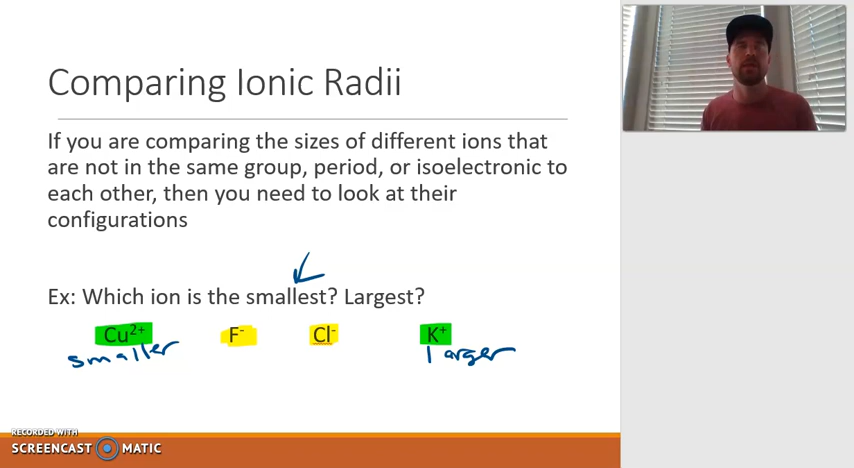 Comparing Ionic Radii
If you are comparing the sizes of different ions that
are not in the same group, period, or isoelectronic to
each other, then you need to look at their
configurations
Ex: Which ion is the smallest? Largest?
Cu²⁺ F⁻ Cl⁻ K⁺
smaller larger
RECORDED WITH
SCREENCAST MATIC